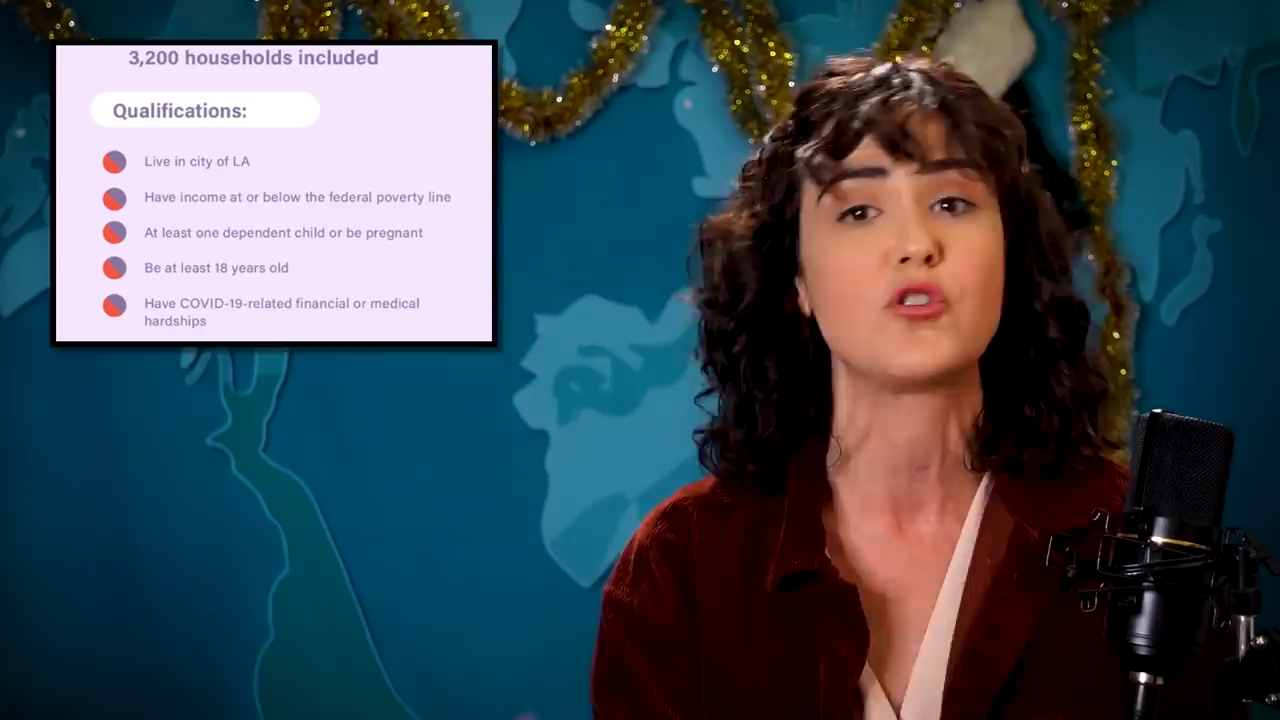 3,200 households included
Qualifications:
Live in city of LA
Have income at or below the federal poverty line
At least one dependent child or be pregnant
Be at least 18 years old
Have COVID-19-related financial or medical
hardships